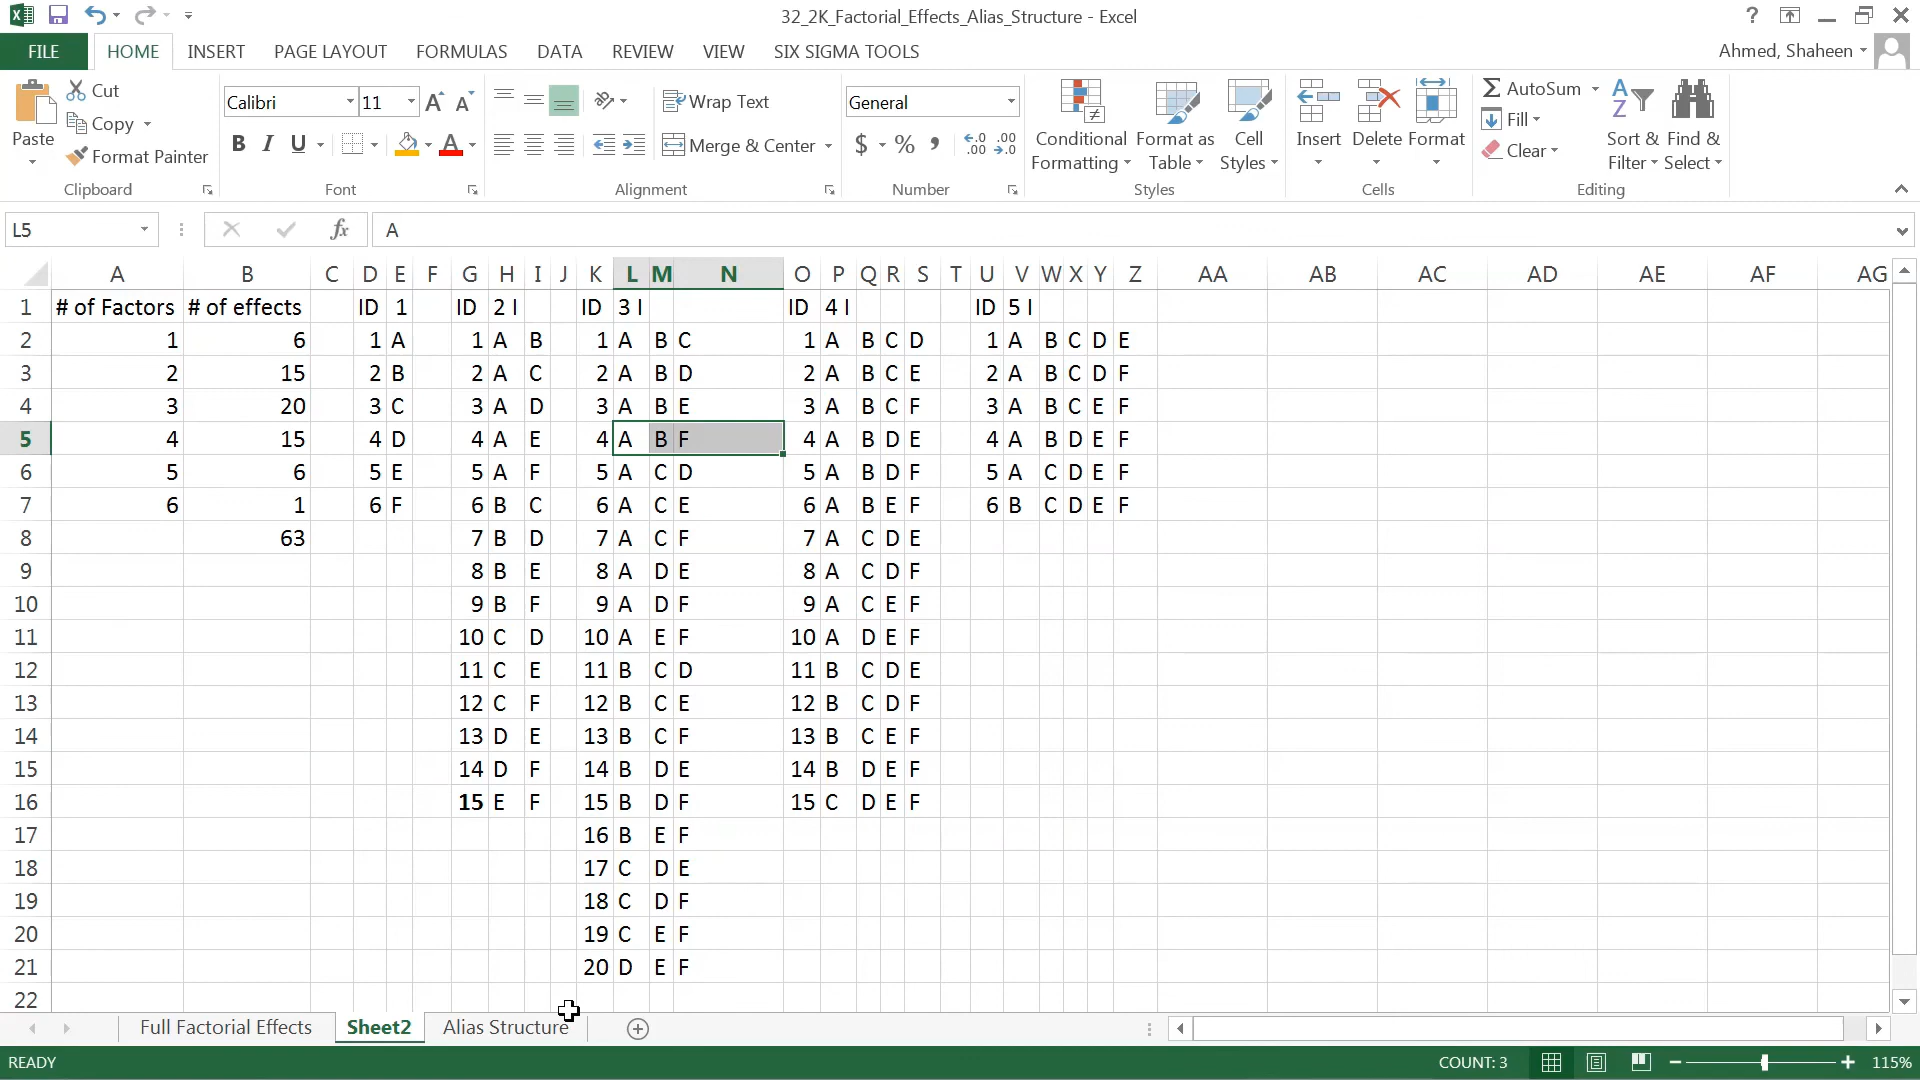 32_2K_Factorial_Effects_Alias_Structure - Excel
?
FILE HOME INSERT PAGE LAYOUT FORMULAS DATA REVIEW VIEW SIX SIGMA TOOLS Ahmed, Shaheen
Paste
Cut
Copy
Format Painter
Clipboard
Calibri 11
B I U
Font
Wrap Text
Merge & Center
Alignment
General
$ % ,
Number
Conditional Formatting
Format as Table
Cell Styles
Styles
Insert Delete Format
Cells
AutoSum
Fill
Clear
Sort & Filter
Find & Select
Editing
L5 fx A
A B C D E F G H I J K L M N O P Q R S T U V W X Y Z AA AB AC AD AE AF AG
1 # of Factors # of effects ID 1 ID 2 I ID 3 I ID 4 I ID 5 I
2 1 6 1 A 1 A B 1 A B C 1 A B C D 1 A B C D E
3 2 15 2 B 2 A C 2 A B D 2 A B C E 2 A B C D F
4 3 20 3 C 3 A D 3 A B E 3 A B C F 3 A B C E F
5 4 15 4 D 4 A E 4 A B F 4 A B D E 4 A B D E F
6 5 6 5 E 5 A F 5 A C D 5 A B D F 5 A C D E F
7 6 1 6 F 6 B C 6 A C E 6 A B E F 6 B C D E F
8 63 7 B D 7 A C F 7 A C D E
9 8 B E 8 A D E 8 A C D F
10 9 B F 9 A D F 9 A C E F
11 10 C D 10 A E F 10 A D E F
12 11 C E 11 B C D 11 B C D E
13 12 C F 12 B C E 12 B C D F
14 13 D E 13 B C F 13 B C E F
15 14 D F 14 B D E 14 B D E F
16 15 E F 15 B D F 15 C D E F
17 16 B E F
18 17 C D E
19 18 C D F
20 19 C E F
21 20 D E F
22
Full Factorial Effects Sheet2 Alias Structure
READY COUNT: 3 115%